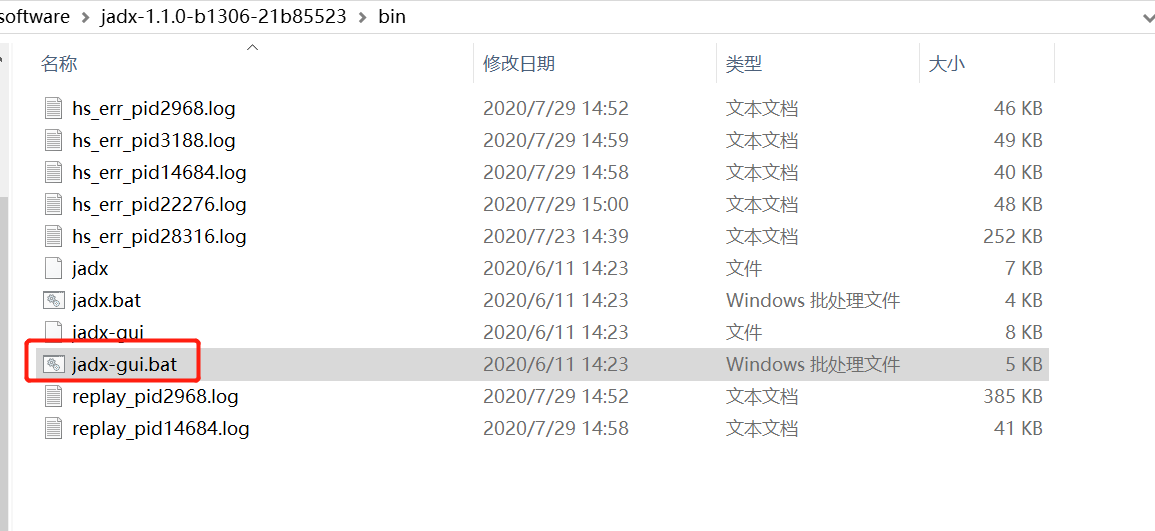 software > jadx-1.1.0-b1306-21b85523 > bin
名称 修改日期 类型 大小
hs_err_pid2968.log 2020/7/29 14:52 文本文档 46 KB
hs_err_pid3188.log 2020/7/29 14:59 文本文档 49 KB
hs_err_pid14684.log 2020/7/29 14:58 文本文档 40 KB
hs_err_pid22276.log 2020/7/29 15:00 文本文档 48 KB
hs_err_pid28316.log 2020/7/23 14:39 文本文档 252 KB
jadx 2020/6/11 14:23 文件 7 KB
jadx.bat 2020/6/11 14:23 Windows 批处理文件 4 KB
jadx-gui 2020/6/11 14:23 文件 8 KB
jadx-gui.bat 2020/6/11 14:23 Windows 批处理文件 5 KB
replay_pid2968.log 2020/7/29 14:52 文本文档 385 KB
replay_pid14684.log 2020/7/29 14:58 文本文档 41 KB